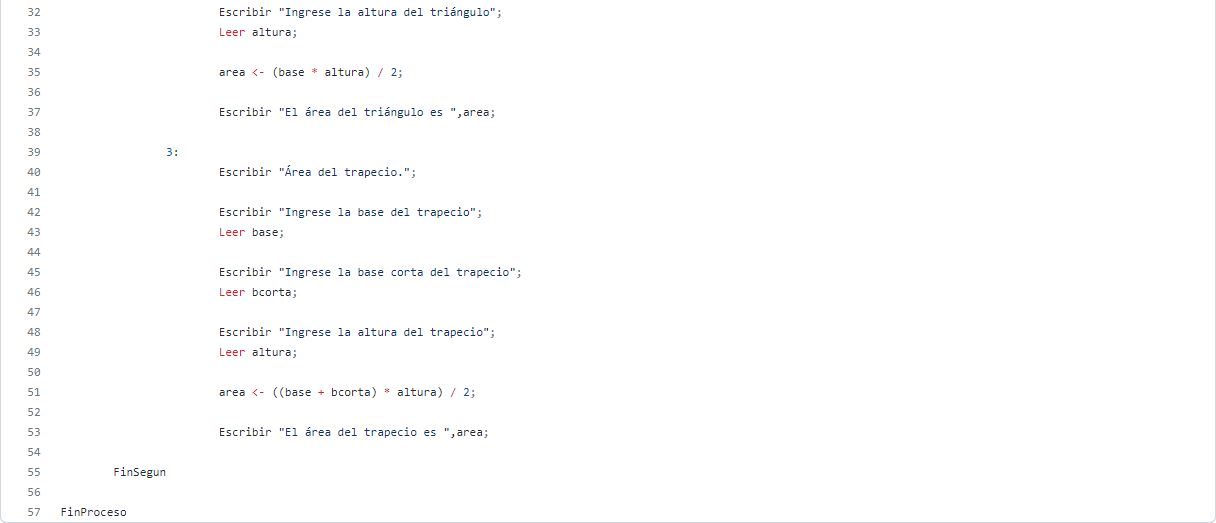 32 Escribir "Ingrese la altura del triángulo";
33 Leer altura;
34
35 area <- (base * altura) / 2;
36
37 Escribir "El área del triángulo es ",area;
38
39 3:
40 Escribir "Área del trapecio.";
41
42 Escribir "Ingrese la base del trapecio";
43 Leer base;
44
45 Escribir "Ingrese la base corta del trapecio";
46 Leer bcorta;
47
48 Escribir "Ingrese la altura del trapecio";
49 Leer altura;
50
51 area <- ((base + bcorta) * altura) / 2;
52
53 Escribir "El área del trapecio es ",area;
54
55 FinSegun
56
57 FinProceso